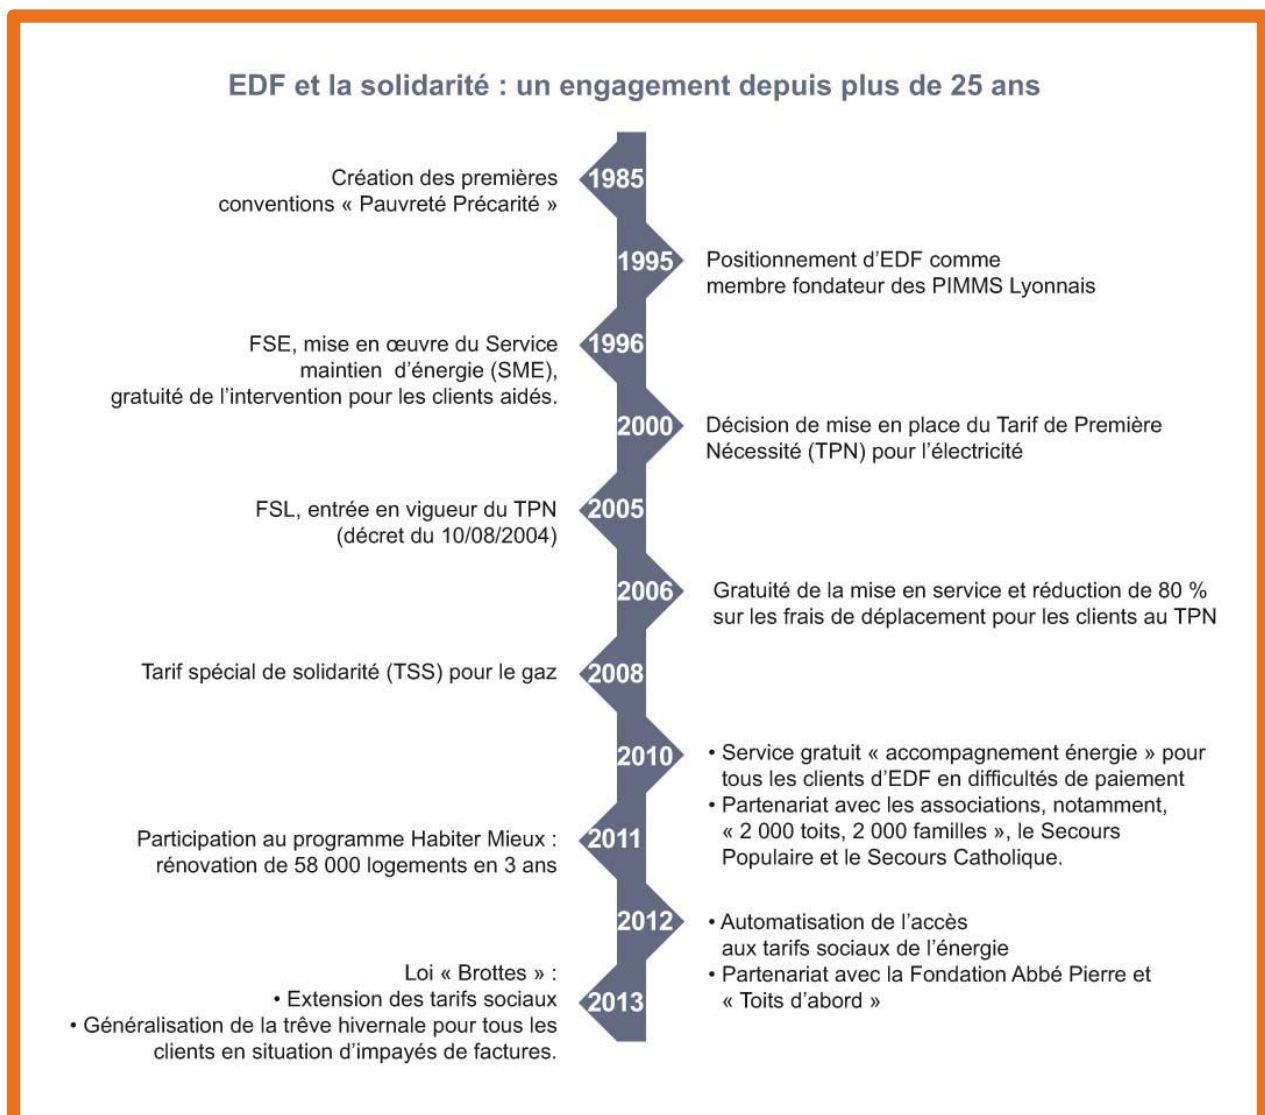 EDF et la solidarité : un engagement depuis plus de 25 ans
1985
Création des premières
conventions « Pauvreté Précarité »
1995
Positionnement d’EDF comme
membre fondateur des PIMMS Lyonnais
1996
FSE, mise en œuvre du Service
maintien d’énergie (SME),
gratuité de l’intervention pour les clients aidés.
2000
Décision de mise en place du Tarif de Première
Nécessité (TPN) pour l’électricité
2005
FSL, entrée en vigueur du TPN
(décret du 10/08/2004)
2006
Gratuité de la mise en service et réduction de 80 %
sur les frais de déplacement pour les clients au TPN
2008
Tarif spécial de solidarité (TSS) pour le gaz
2010
• Service gratuit « accompagnement énergie » pour
tous les clients d’EDF en difficultés de paiement
• Partenariat avec les associations, notamment,
« 2 000 toits, 2 000 familles », le Secours
Populaire et le Secours Catholique.
2011
Participation au programme Habiter Mieux :
rénovation de 58 000 logements en 3 ans
2012
• Automatisation de l’accès
aux tarifs sociaux de l’énergie
• Partenariat avec la Fondation Abbé Pierre et
« Toits d’abord »
2013
Loi « Brottes » :
• Extension des tarifs sociaux
• Généralisation de la trêve hivernale pour tous les
clients en situation d’impayés de factures.